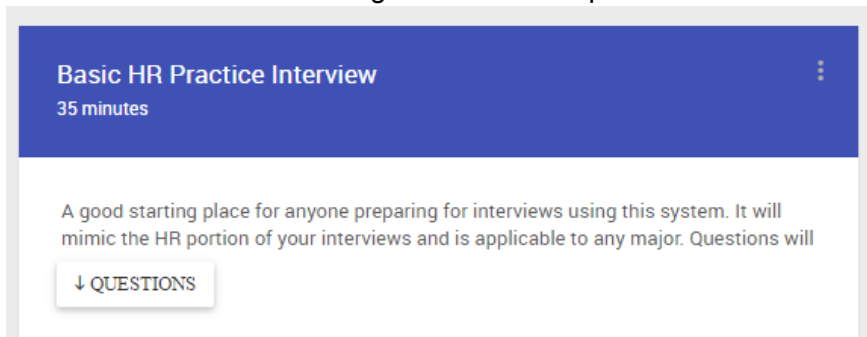 Basic HR Practice Interview
35 minutes
A good starting place for anyone preparing for interviews using this system. It will
mimic the HR portion of your interviews and is applicable to any major. Questions will
↓ QUESTIONS